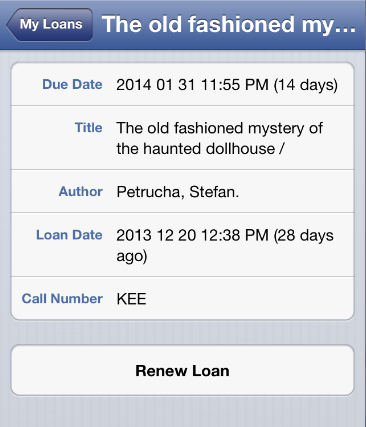 My Loans
The old fashioned my...
Due Date 2014 01 31 11:55 PM (14 days)
Title The old fashioned mystery of
the haunted dollhouse /
Author Petrucha, Stefan.
Loan Date 2013 12 20 12:38 PM (28 days
ago)
Call Number KEE
Renew Loan